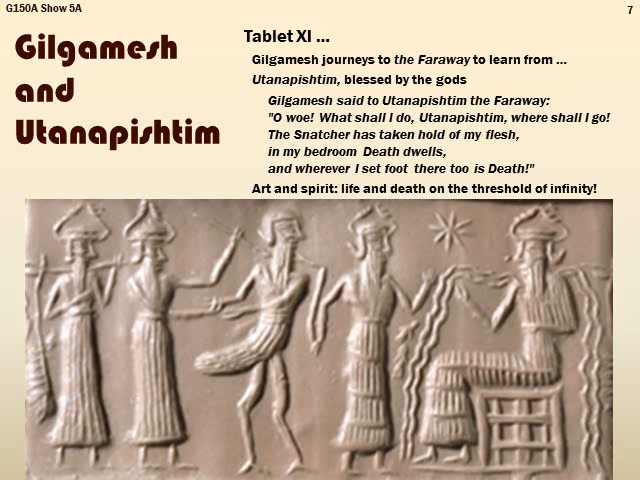 G150A Show 5A
7
Gilgamesh
and
Utanapishtim
Tablet XI ...
Gilgamesh journeys to the Faraway to learn from ...
Utanapishtim, blessed by the gods
Gilgamesh said to Utanapishtim the Faraway:
"O woe! What shall I do, Utanapishtim, where shall I go!
The Snatcher has taken hold of my flesh,
in my bedroom Death dwells,
and wherever I set foot there too is Death!"
Art and spirit: life and death on the threshold of infinity!